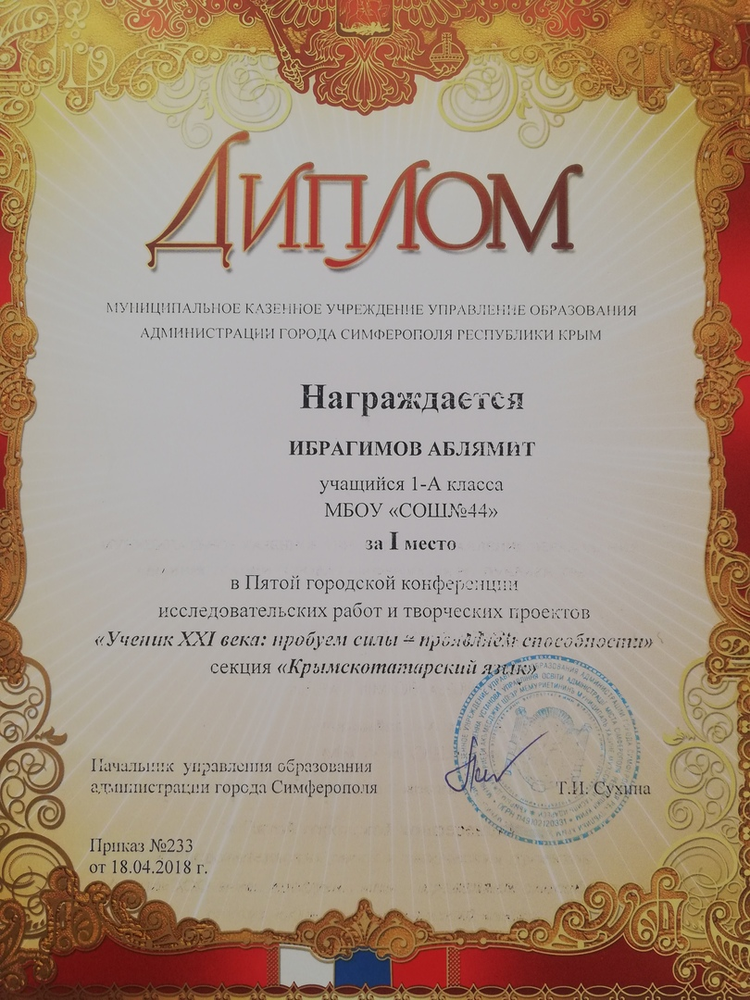 ДИПЛОМ
МУНИЦИПАЛЬНОЕ КАЗЕННОЕ УЧРЕЖДЕНИЕ УПРАВЛЕНИЕ ОБРАЗОВАНИЯ
АДМИНИСТРАЦИИ ГОРОДА СИМФЕРОПОЛЯ РЕСПУБЛИКИ КРЫМ
Награждается
ИБРАГИМОВ АБЛЯМИТ
учащийся 1-А класса
МБОУ «СОШ№44»
за I место
в Пятой городской конференции
исследовательских работ и творческих проектов
«Ученик XXI века: пробуем силы – проявляем способности»
секция «Крымскотатарский язык»
Начальник управления образования
администрации города Симферополя
Т.И. Сухина
Приказ №233
от 18.04.2018 г.